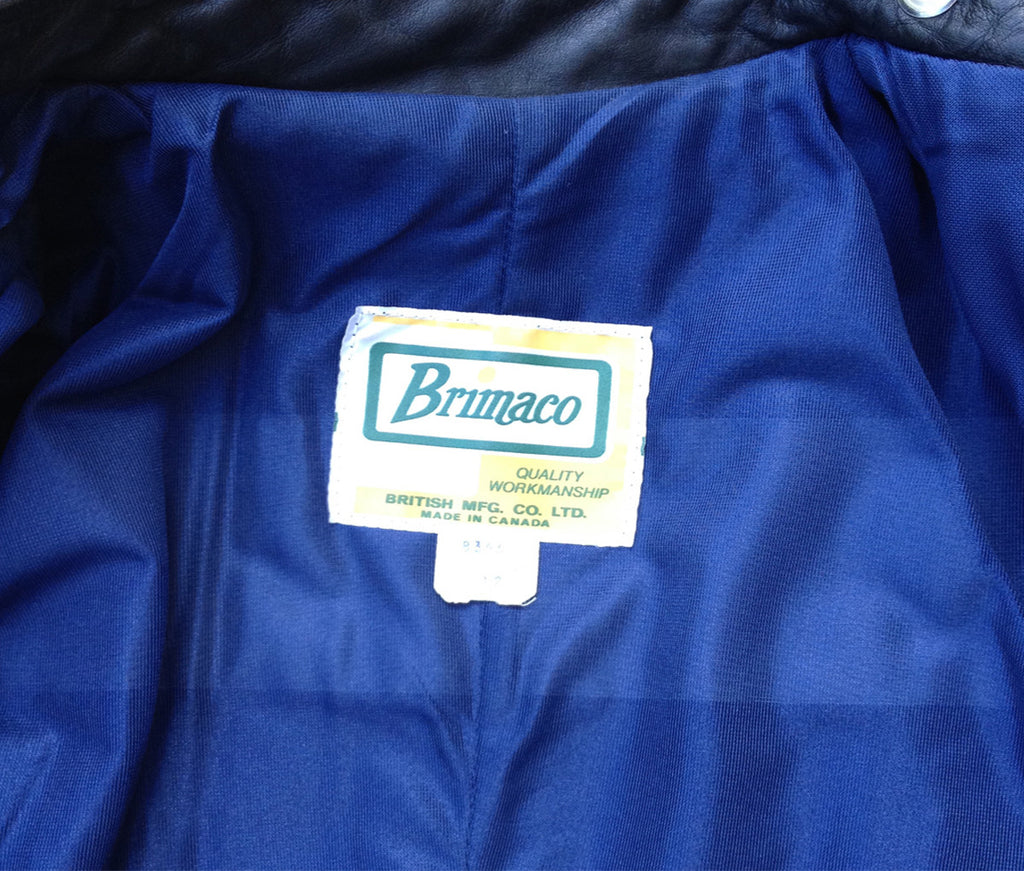 Brimaco
QUALITY
WORKMANSHIP
BRITISH MFG. CO. LTD.
MADE IN CANADA